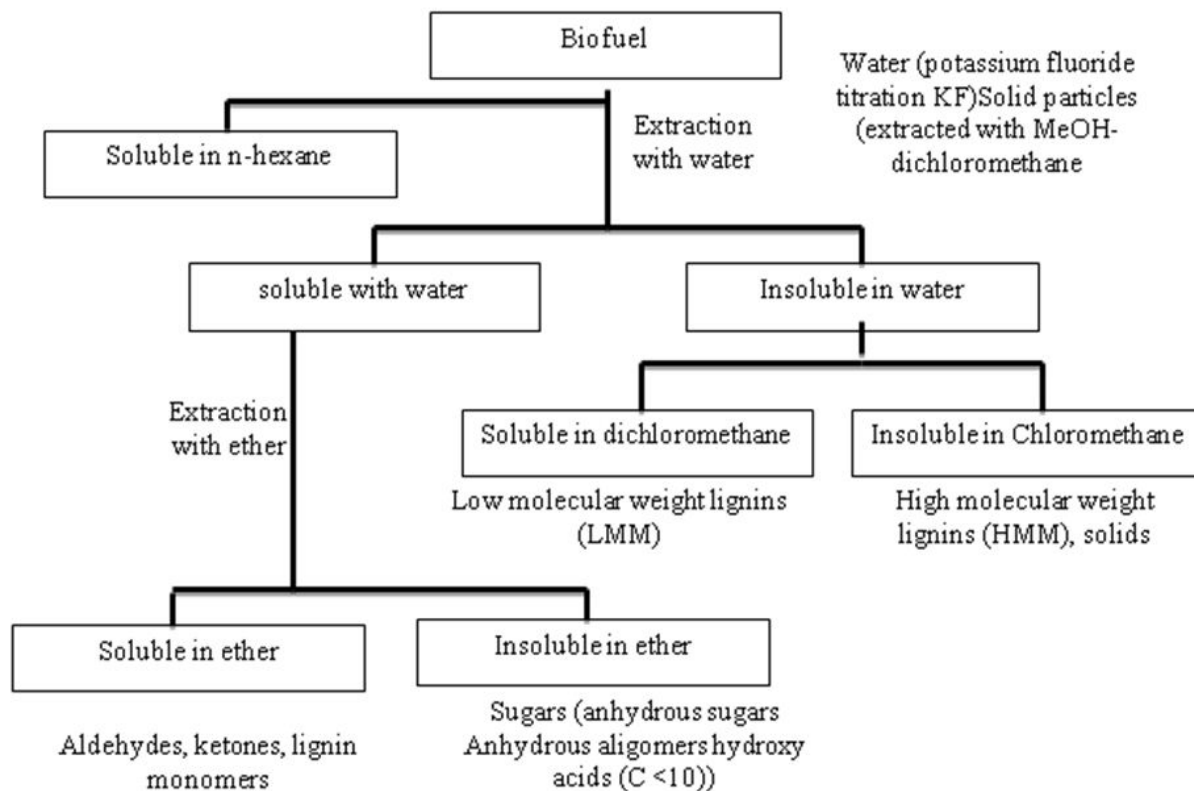 Biofuel
Water (potassium fluoride
titration KF)Solid particles
(extracted with MeOH-
dichloromethane
Extraction
with water
Soluble in n-hexane
soluble with water
Insoluble in water
Extraction
with ether
Soluble in dichloromethane
Insoluble in Chloromethane
Low molecular weight lignins
(LMM)
High molecular weight
lignins (HMM), solids
Soluble in ether
Insoluble in ether
Aldehydes, ketones, lignin
monomers
Sugars (anhydrous sugars
Anhydrous aligomers hydroxy
acids (C <10))